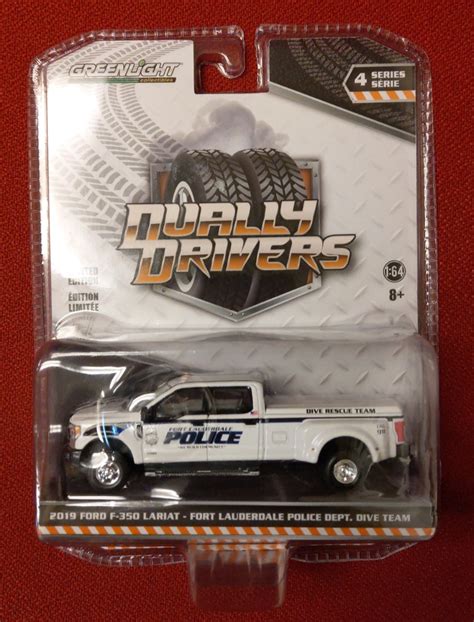 GREENLIGHT
collectibles
4 SERIES
SÉRIE
DUALLY
DRIVERS
EDITION
ÉDITION
LIMITÉE
1:64
8+
DIVE RESCUE TEAM
FORT LAUDERDALE
POLICE
2019 FORD F-350 LARIAT - FORT LAUDERDALE POLICE DEPT. DIVE TEAM